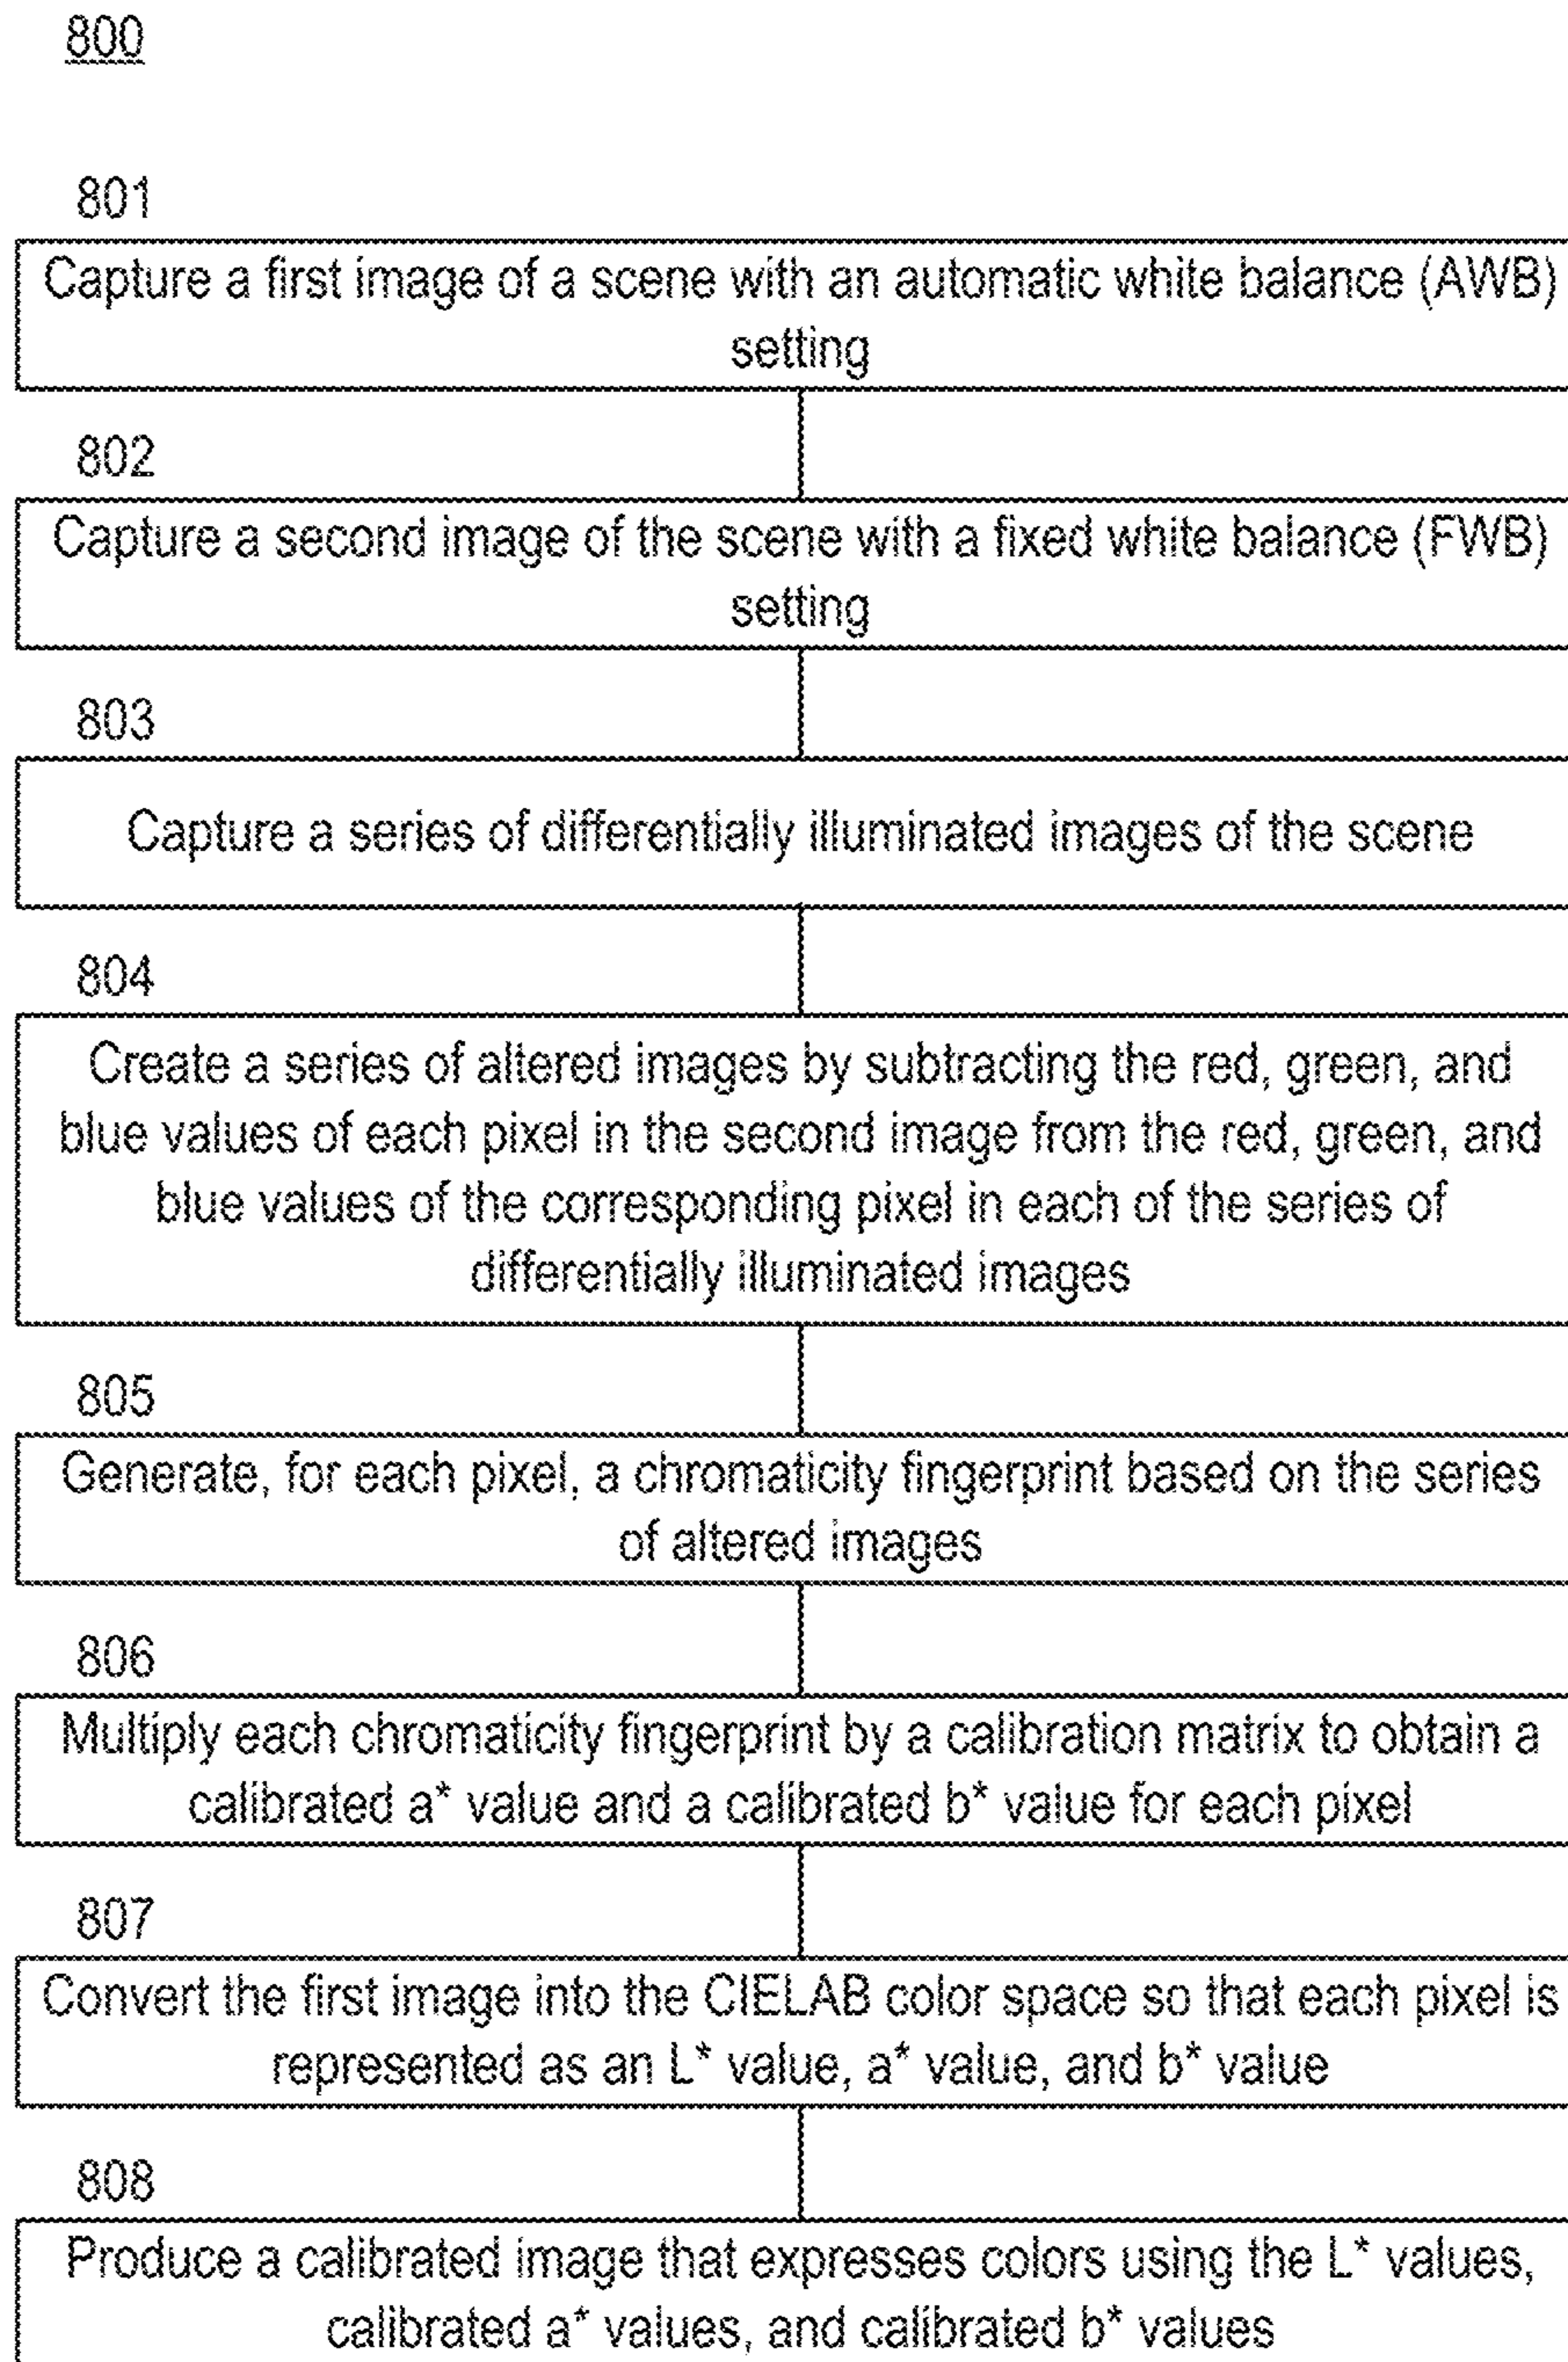 800
801
Capture a first image of a scene with an automatic white balance (AWB)
setting
802
Capture a second image of the scene with a fixed white balance (FWB)
setting
803
Capture a series of differentially illuminated images of the scene
804
Create a series of altered images by subtracting the red, green, and
blue values of each pixel in the second image from the red, green, and
blue values of the corresponding pixel in each of the series of
differentially illuminated images
805
Generate, for each pixel, a chromaticity fingerprint based on the series
of altered images
806
Multiply each chromaticity fingerprint by a calibration matrix to obtain a
calibrated a* value and a calibrated b* value for each pixel
807
Convert the first image into the CIELAB color space so that each pixel is
represented as an L* value, a* value, and b* value
808
Produce a calibrated image that expresses colors using the L* values,
calibrated a* values, and calibrated b* values